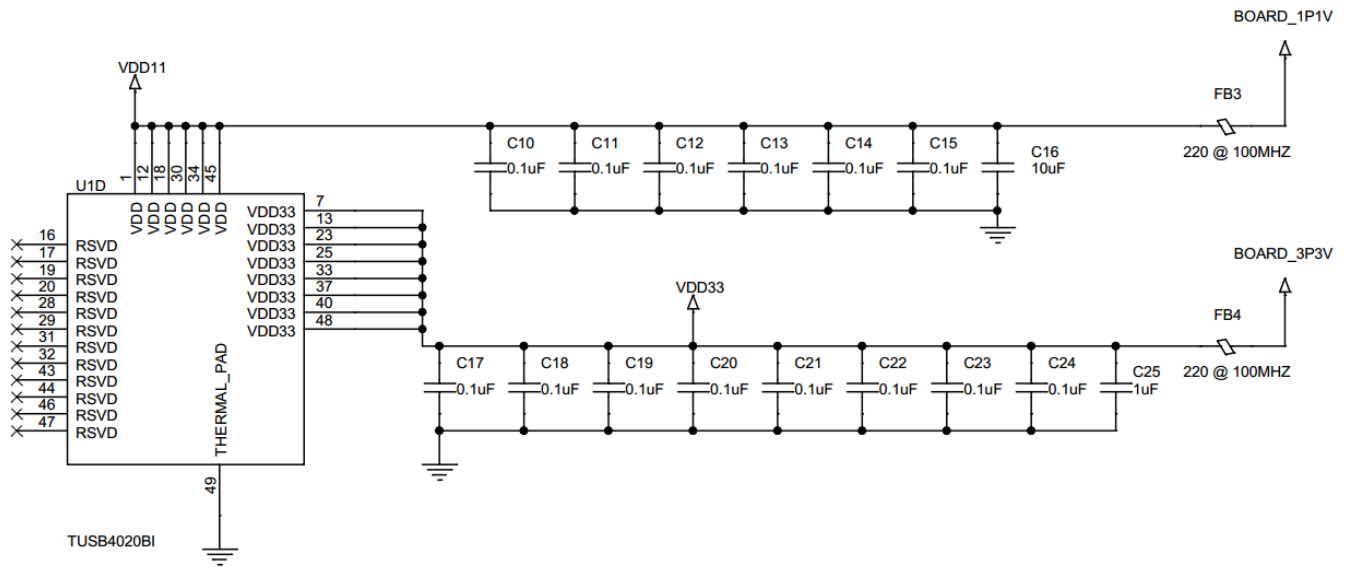 BOARD_1P1V
VDD11
FB3
220 @ 100MHZ
C10 0.1uF
C11 0.1uF
C12 0.1uF
C13 0.1uF
C14 0.1uF
C15 0.1uF
C16 10uF
1 12 18 30 34 45
U1D
VDD VDD VDD VDD VDD VDD
VDD33 7
VDD33 13
VDD33 23
VDD33 25
VDD33 33
VDD33 37
VDD33 40
VDD33 48
16 RSVD
17 RSVD
19 RSVD
20 RSVD
28 RSVD
29 RSVD
31 RSVD
32 RSVD
43 RSVD
44 RSVD
46 RSVD
47 RSVD
THERMAL_PAD
49
TUSB4020BI
BOARD_3P3V
VDD33
FB4
220 @ 100MHZ
C17 0.1uF
C18 0.1uF
C19 0.1uF
C20 0.1uF
C21 0.1uF
C22 0.1uF
C23 0.1uF
C24 0.1uF
C25 1uF